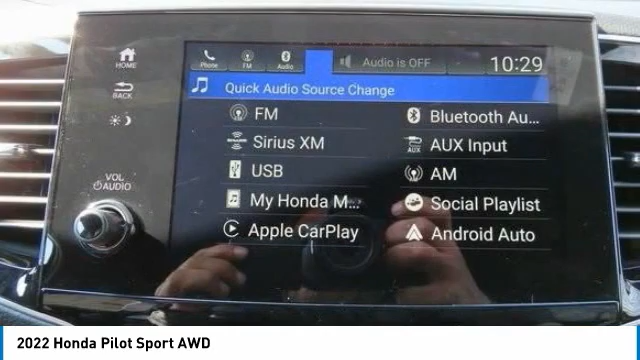 Phone FM Audio Audio is OFF 10:29
HOME
Quick Audio Source Change
BACK
FM Bluetooth Au...
Sirius XM AUX Input
USB AM
VOL
AUDIO
My Honda M... Social Playlist
Apple CarPlay Android Auto
2022 Honda Pilot Sport AWD